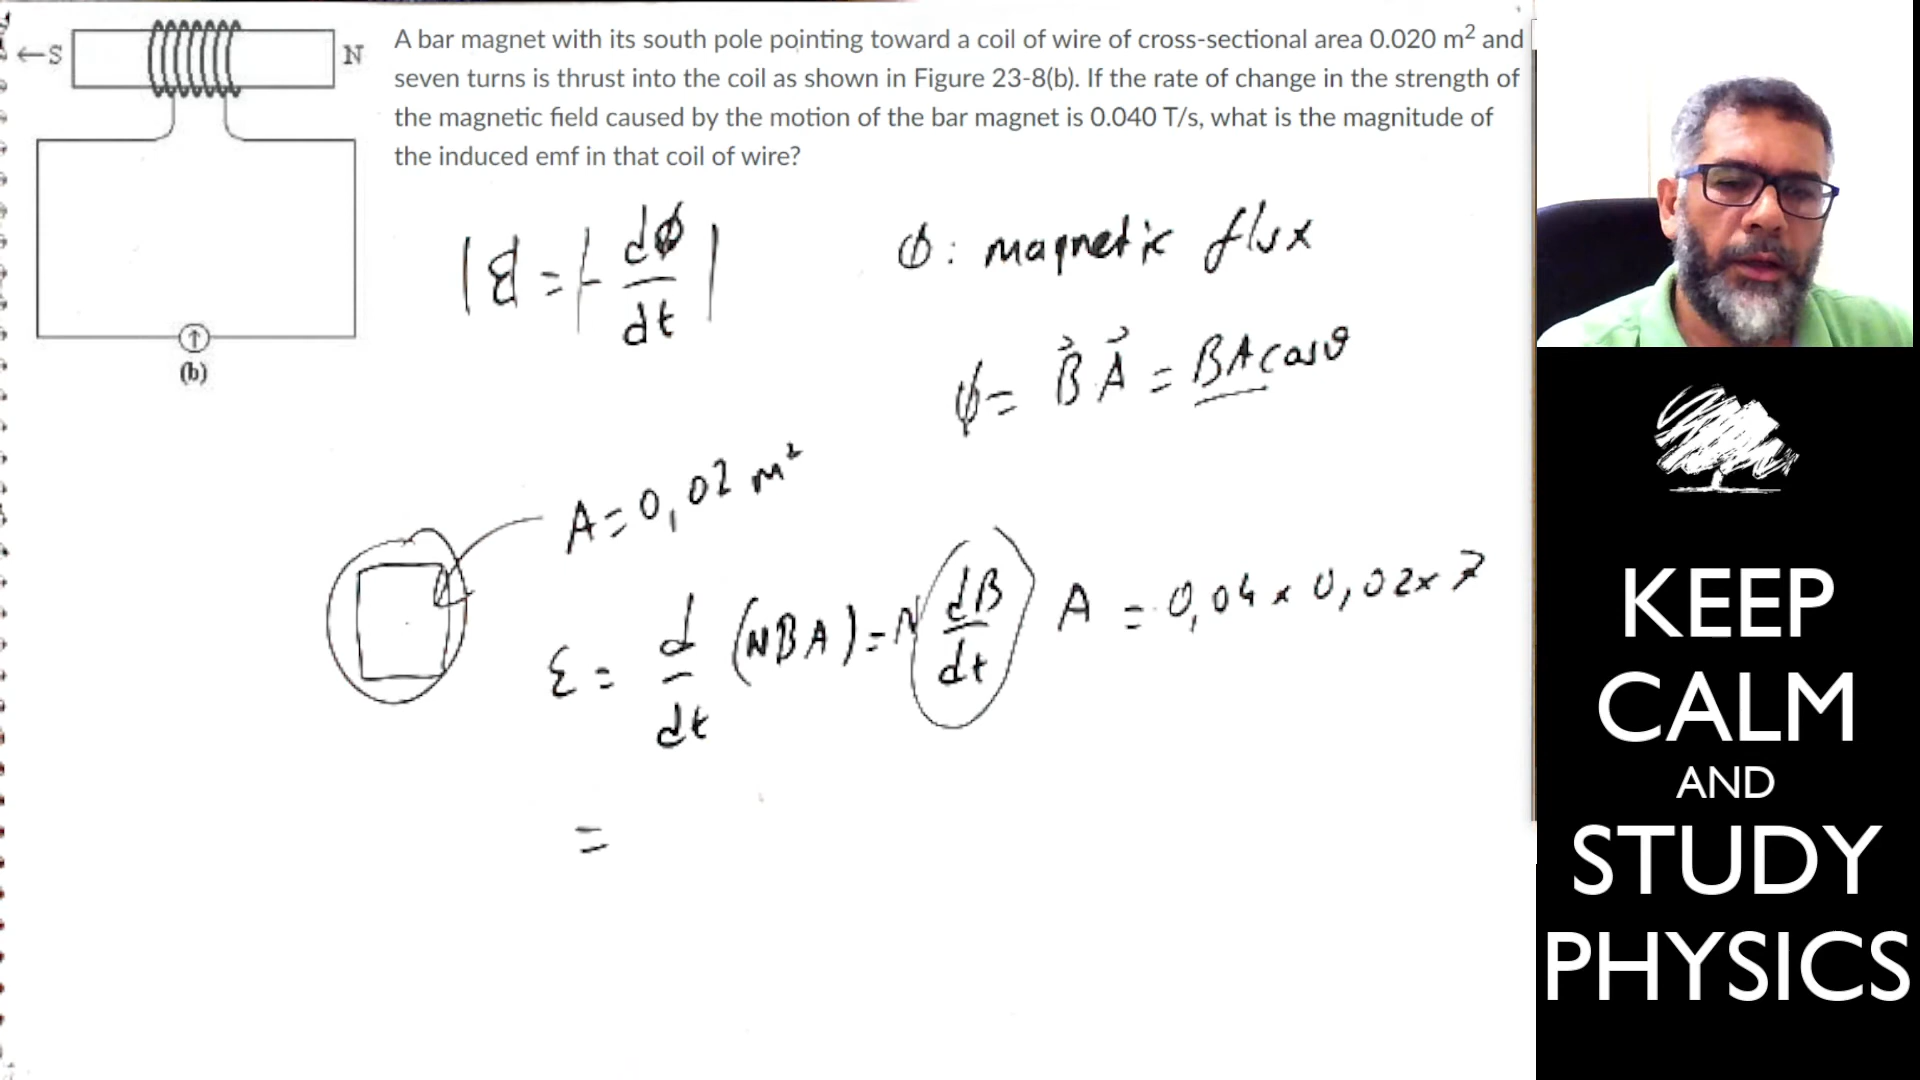 ←S
N
A bar magnet with its south pole pointing toward a coil of wire of cross-sectional area 0.020 m² and
seven turns is thrust into the coil as shown in Figure 23-8(b). If the rate of change in the strength of
the magnetic field caused by the motion of the bar magnet is 0.040 T/s, what is the magnitude of
the induced emf in that coil of wire?
↑
(b)
|ε| = |- dϕ/dt|
ϕ: magnetic flux
ϕ = B⃗ . A⃗ = BA cosθ
A = 0,02 m²
ε = d/dt (NBA) = N dB/dt A = 0,04 x 0,02 x 7
=
KEEP
CALM
AND
STUDY
PHYSICS